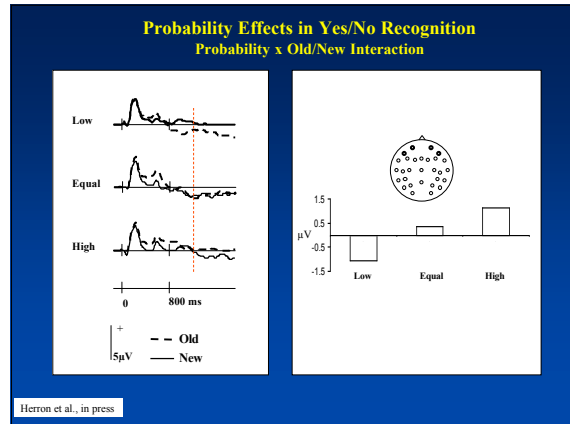 Probability Effects in Yes/No Recognition
Probability x Old/New Interaction
Low
Equal
High
0 800 ms
+
5µV
Old
New
1.5
0.5
µV
-0.5
-1.5
Low Equal High
Herron et al., in press